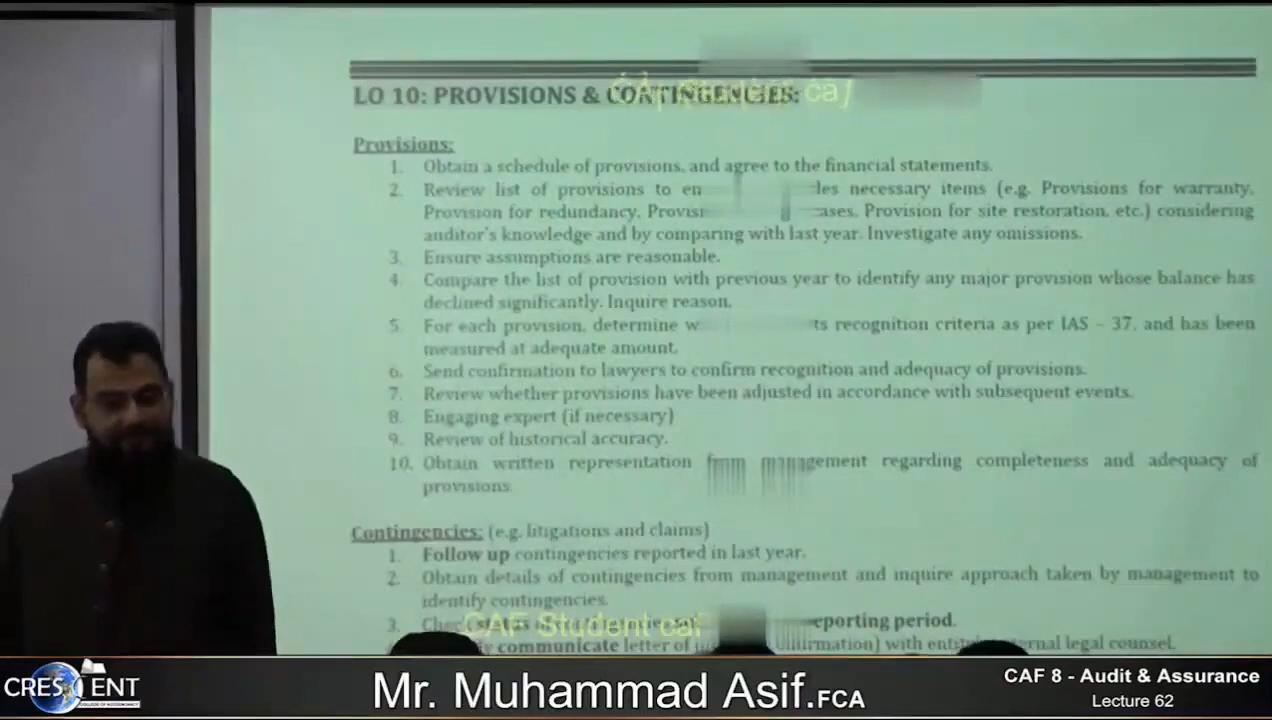 LO 10: PROVISIONS & CONTINGENCIES:
Provisions:
1. Obtain a schedule of provisions, and agree to the financial statements.
2. Review list of provisions to en les necessary items (e.g. Provisions for warranty,
Provision for redundancy, Provis ases, Provision for site restoration, etc.) considering
auditor's knowledge and by comparing with last year. Investigate any omissions.
3. Ensure assumptions are reasonable.
4. Compare the list of provision with previous year to identify any major provision whose balance has
declined significantly. Inquire reason.
5. For each provision, determine w ts recognition criteria as per IAS – 37, and has been
measured at adequate amount.
6. Send confirmation to lawyers to confirm recognition and adequacy of provisions.
7. Review whether provisions have been adjusted in accordance with subsequent events.
8. Engaging expert (if necessary)
9. Review of historical accuracy.
10. Obtain written representation from management regarding completeness and adequacy of
provisions.
Contingencies: (e.g. litigations and claims)
1. Follow up contingencies reported in last year.
2. Obtain details of contingencies from management and inquire approach taken by management to
identify contingencies.
CAF Student caf
3. eporting period.
communicate letter of with legal counsel.
CRESCENT
COLLEGE OF ACCOUNTANCY
Mr. Muhammad Asif.FCA
CAF 8 - Audit & Assurance
Lecture 62